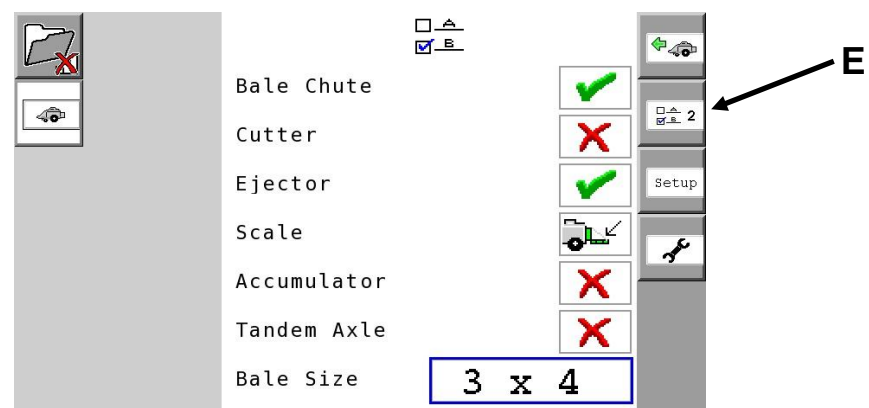 A
B
E
A
B 2
Bale Chute
Cutter
Ejector
Setup
Scale
Accumulator
Tandem Axle
Bale Size 3 x 4